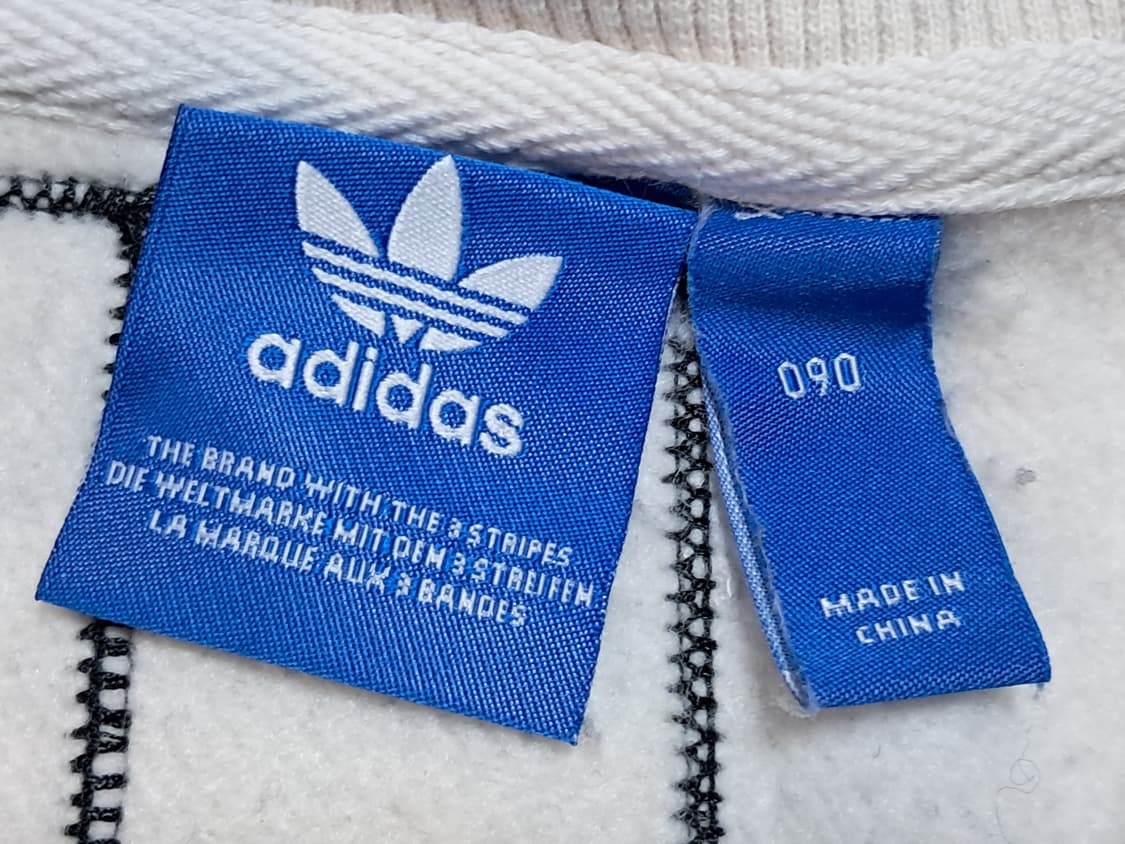 adidas
THE BRAND WITH THE 3 STRIPES
DIE WELTMARKE MIT DEN 3 STREIFEN
LA MARQUE AUX 3 BANDES
090
MADE IN
CHINA